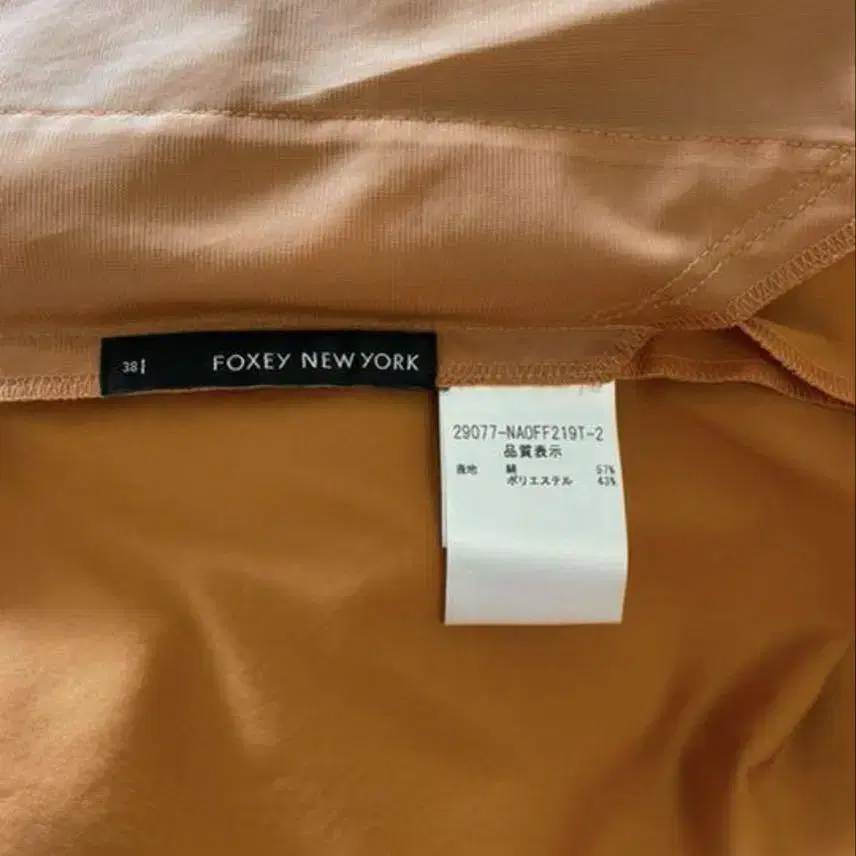 38
FOXEY NEW YORK
29077-NAOFF219T-2
品質表示
表地 綿 57%
ポリエステル 43%